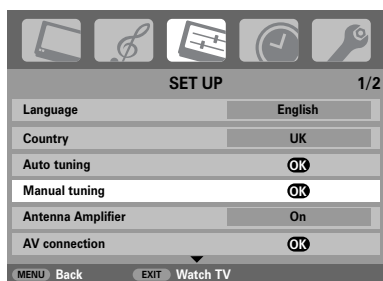 SET UP 1/2
Language English
Country UK
Auto tuning OK
Manual tuning OK
Antenna Amplifier On
AV connection OK
MENU Back EXIT Watch TV